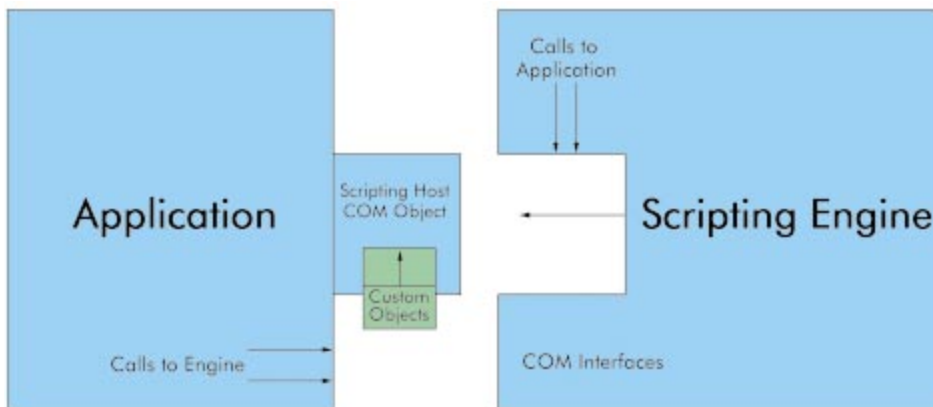 Calls to
Application
Scripting Host
COM Object
Application
Scripting Engine
Custom
Objects
Calls to Engine
COM Interfaces